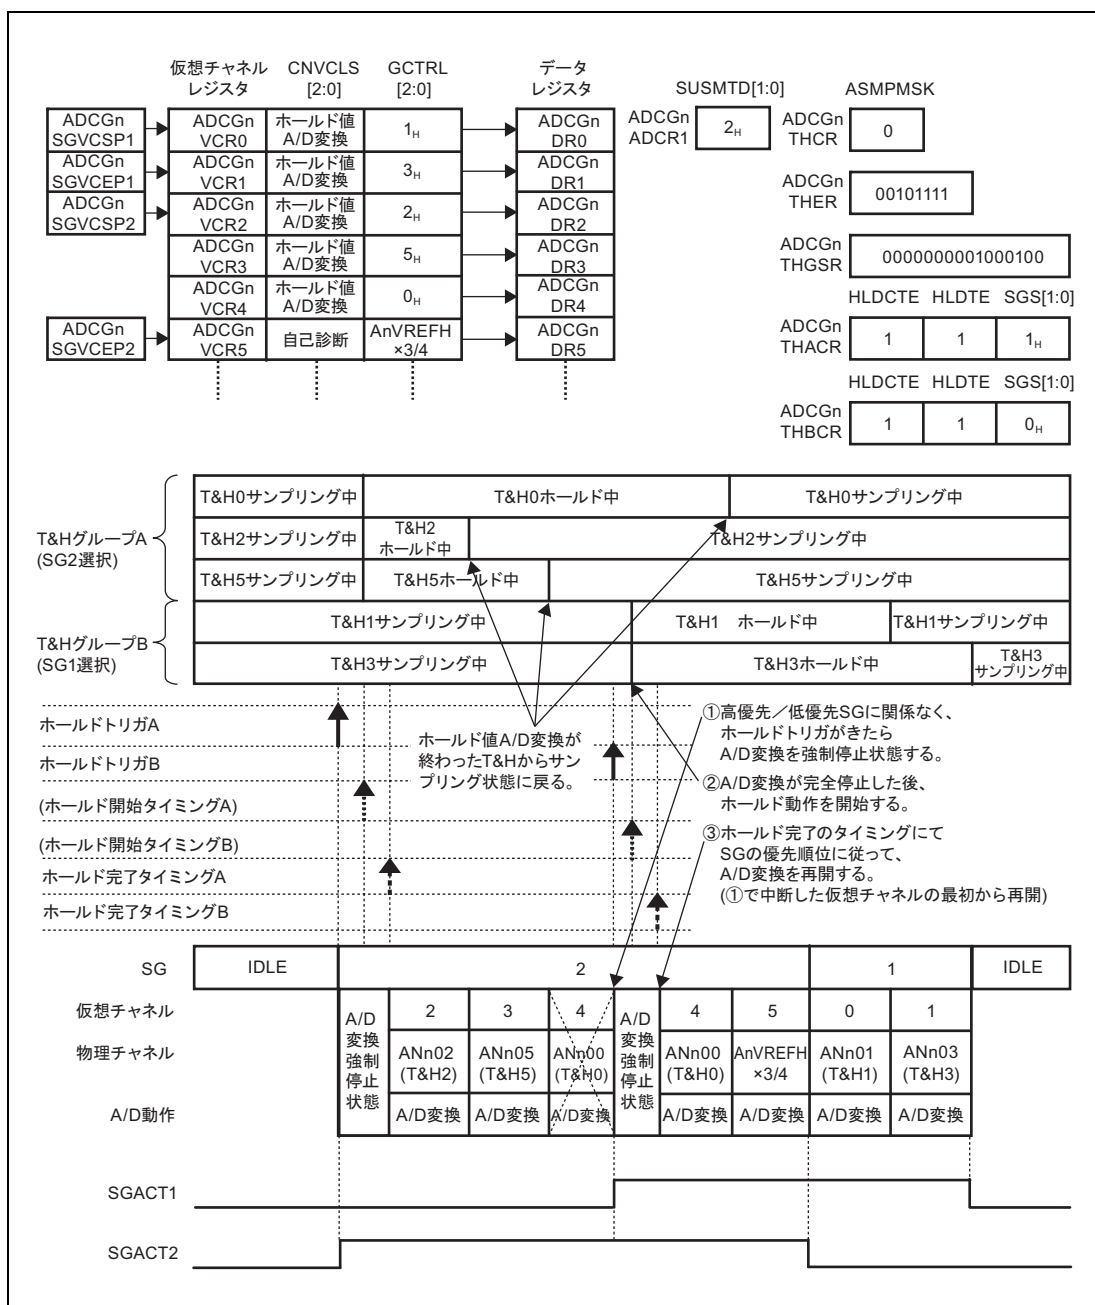 仮想チャネル CNVCLS GCTRL データ
レジスタ [2:0] [2:0] レジスタ
SUSMTD[1:0] ASMPMSK
ADCGn
SGVCSP1
ADCGn
VCR0
ホールド値
A/D変換
1H
ADCGn
DR0
ADCGn
ADCR1
2H
ADCGn
THCR
0
ADCGn
SGVCEP1
ADCGn
VCR1
ホールド値
A/D変換
3H
ADCGn
DR1
ADCGn
THER
00101111
ADCGn
SGVCSP2
ADCGn
VCR2
ホールド値
A/D変換
2H
ADCGn
DR2
ADCGn
VCR3
ホールド値
A/D変換
5H
ADCGn
DR3
ADCGn
THGSR
0000000001000100
ADCGn
VCR4
ホールド値
A/D変換
0H
ADCGn
DR4
HLDCTE HLDTE SGS[1:0]
ADCGn
SGVCEP2
ADCGn
VCR5
自己診断
AnVREFH
×3/4
ADCGn
DR5
ADCGn
THACR
1 1 1H
HLDCTE HLDTE SGS[1:0]
ADCGn
THBCR
1 1 0H
T&HグループA
(SG2選択)
T&H0サンプリング中 T&H0ホールド中 T&H0サンプリング中
T&H2サンプリング中 T&H2
ホールド中
T&H2サンプリング中
T&H5サンプリング中 T&H5ホールド中 T&H5サンプリング中
T&HグループB
(SG1選択)
T&H1サンプリング中 T&H1 ホールド中 T&H1サンプリング中
T&H3サンプリング中 T&H3ホールド中 T&H3
サンプリング中
ホールドトリガA
ホールドトリガB
(ホールド開始タイミングA)
(ホールド開始タイミングB)
ホールド完了タイミングA
ホールド完了タイミングB
ホールド値A/D変換が
終わったT&Hからサン
プリング状態に戻る。
①高優先／低優先SGに関係なく、
ホールドトリガがきたら
A/D変換を強制停止状態する。
②A/D変換が完全停止した後、
ホールド動作を開始する。
③ホールド完了のタイミングにて
SGの優先順位に従って、
A/D変換を再開する。
(①で中断した仮想チャネルの最初から再開)
SG IDLE 2 1 IDLE
仮想チャネル
A/D
変換
強制
停止
状態
2 3 4
A/D
変換
強制
停止
状態
4 5 0 1
物理チャネル
ANn02
(T&H2)
ANn05
(T&H5)
ANn00
(T&H0)
ANn00
(T&H0)
AnVREFH
×3/4
ANn01
(T&H1)
ANn03
(T&H3)
A/D動作
A/D変換 A/D変換 A/D変換 A/D変換 A/D変換 A/D変換 A/D変換
SGACT1
SGACT2